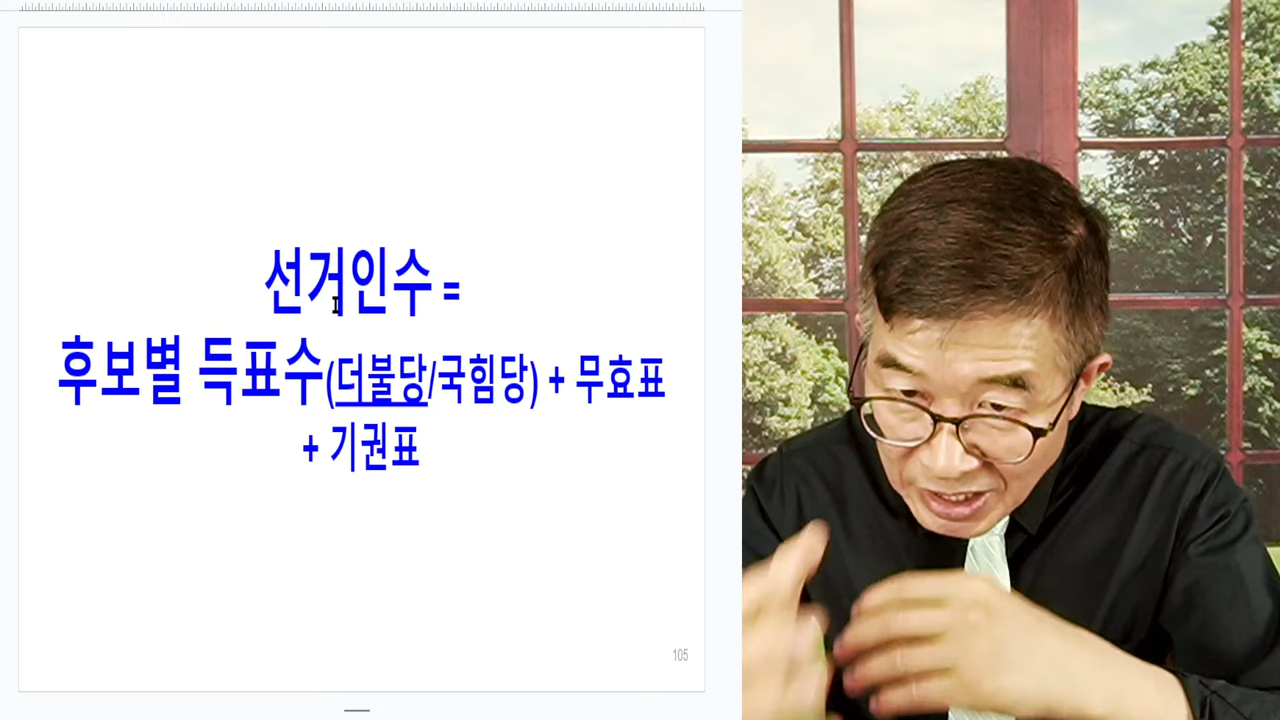 선거인수 =
후보별 득표수(더불당/국힘당) + 무효표
+ 기권표
105